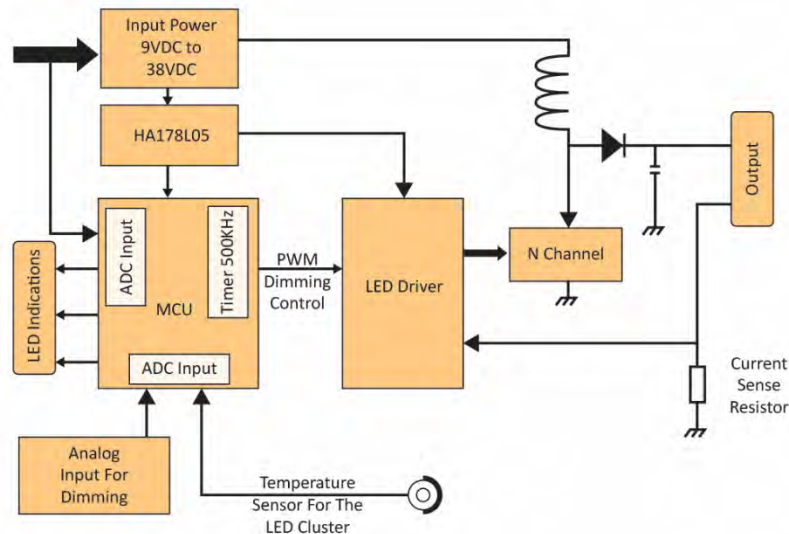 Input Power
9VDC to
38VDC
HA178L05
ADC Input
Timer 500KHz
MCU
ADC Input
LED Indications
PWM
Dimming
Control
LED Driver
N Channel
Output
Current
Sense
Resistor
Analog
Input For
Dimming
Temperature
Sensor For The
LED Cluster